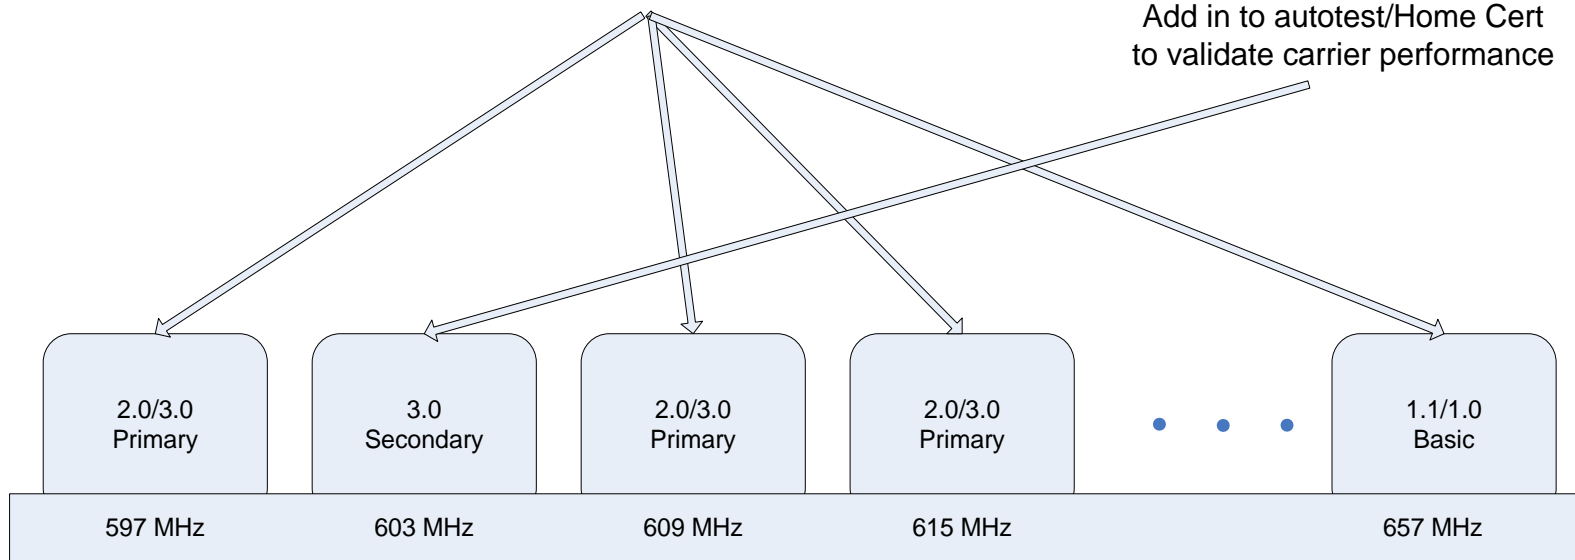 Add in to autotest/Home Cert
to validate carrier performance
2.0/3.0
Primary
3.0
Secondary
2.0/3.0
Primary
2.0/3.0
Primary
1.1/1.0
Basic
597 MHz
603 MHz
609 MHz
615 MHz
657 MHz